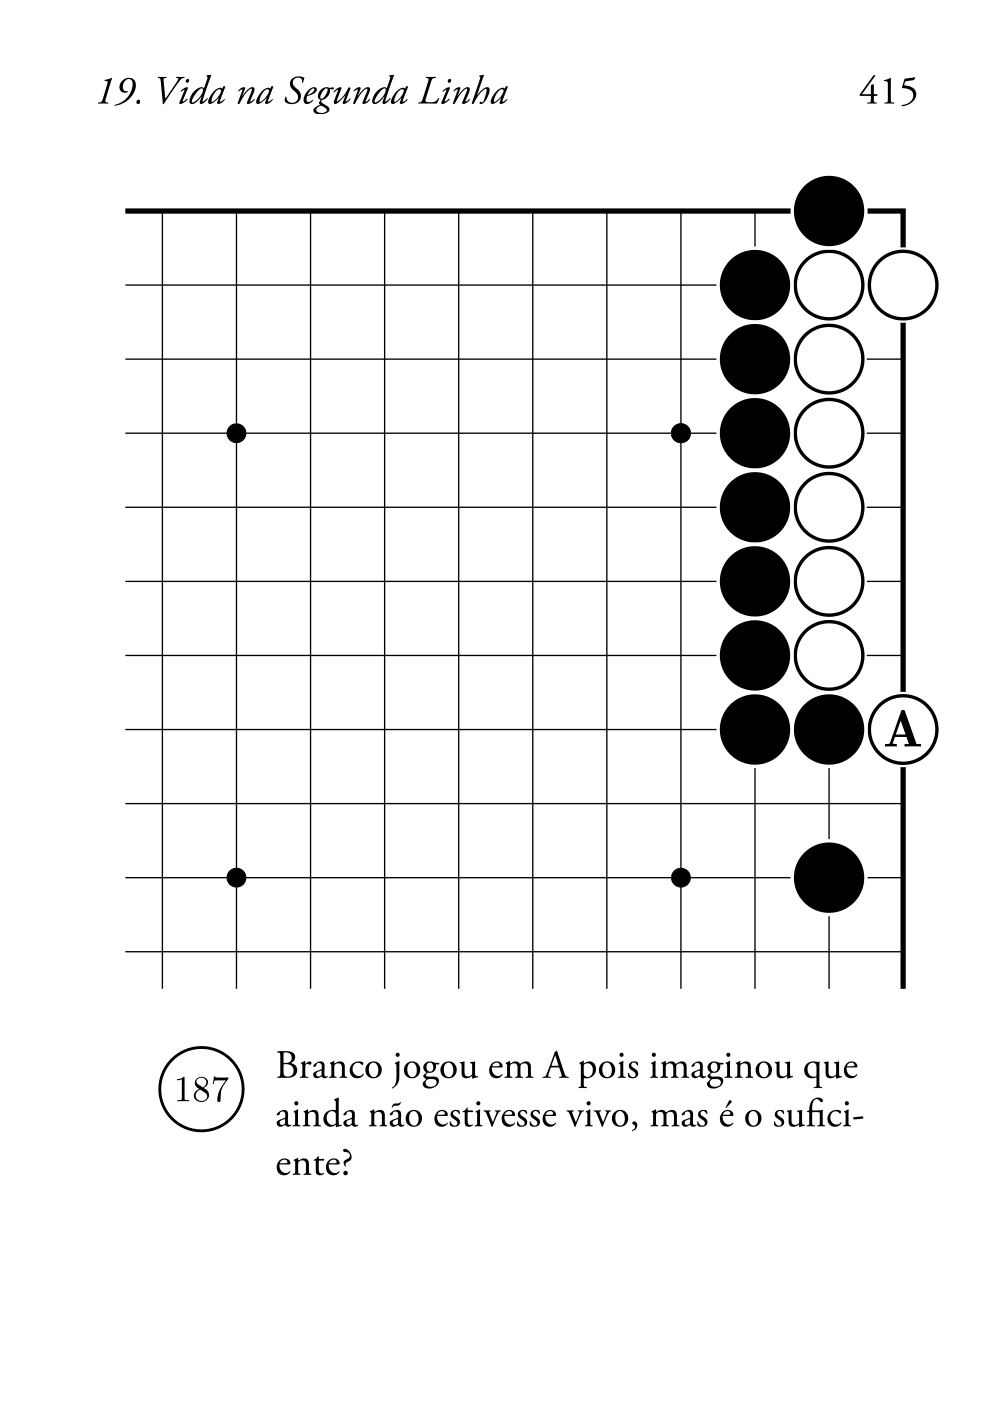 19. Vida na Segunda Linha 415
A
187 Branco jogou em A pois imaginou que
ainda não estivesse vivo, mas é o sufici-
ente?